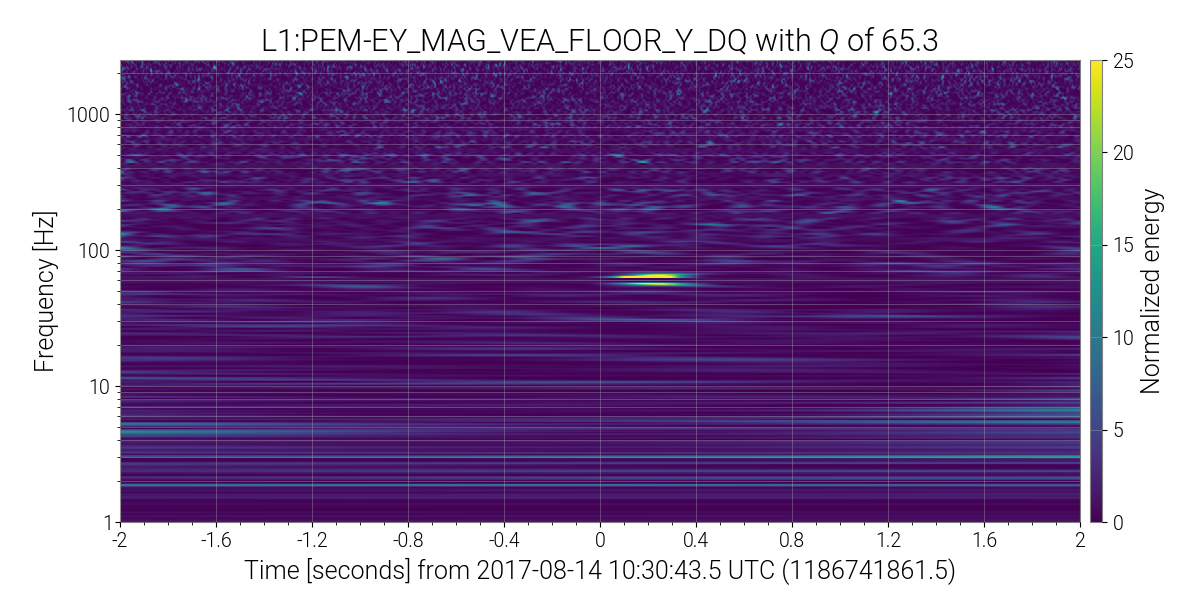 L1:PEM-EY_MAG_VEA_FLOOR_Y_DQ with Q of 65.3
Frequency [Hz]
1000
100
10
1
-2 -1.6 -1.2 -0.8 -0.4 0 0.4 0.8 1.2 1.6 2
Time [seconds] from 2017-08-14 10:30:43.5 UTC (1186741861.5)
25
20
15
10
5
0
Normalized energy